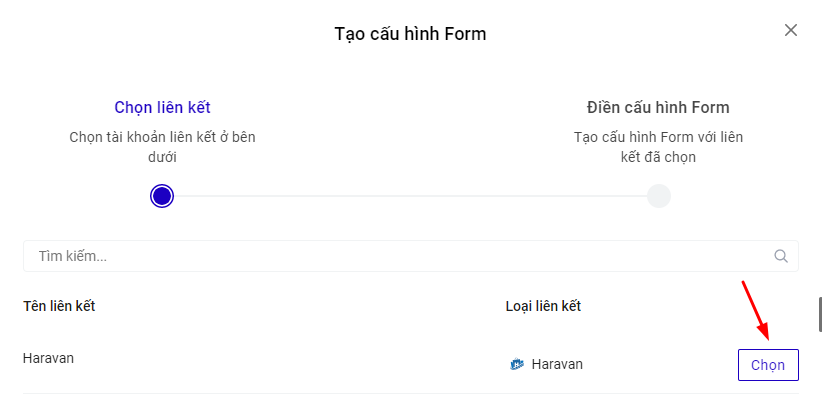 Tạo cấu hình Form
Chọn liên kết
Điền cấu hình Form
Chọn tài khoản liên kết ở bên
dưới
Tạo cấu hình Form với liên
kết đã chọn
Tìm kiếm...
Tên liên kết
Loại liên kết
Haravan
Haravan
Chọn